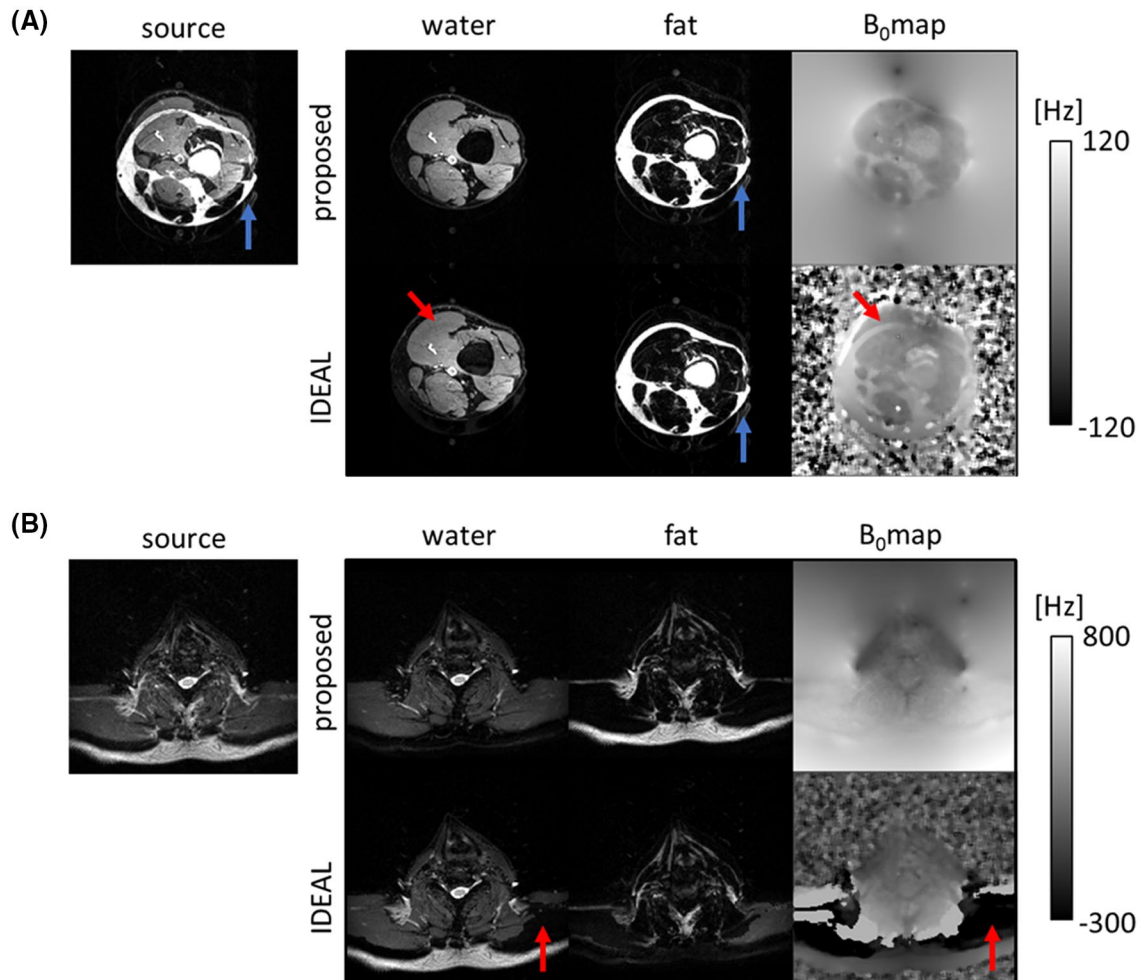 (A)
source
water
fat
B₀map
proposed
IDEAL
[Hz]
120
-120
(B)
source
water
fat
B₀map
proposed
IDEAL
[Hz]
800
-300